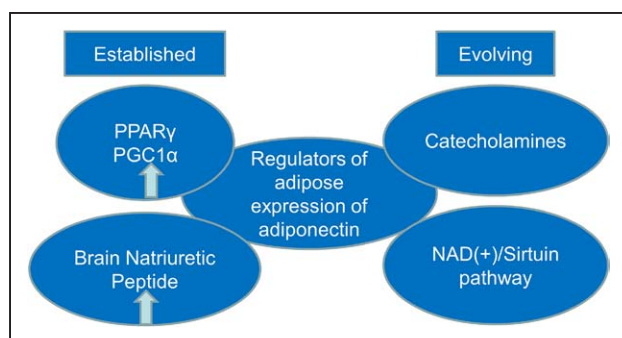 Established
Evolving
PPARγ
PGC1α
Catecholamines
Regulators of
adipose
expression of
adiponectin
Brain Natriuretic
Peptide
NAD(+)/Sirtuin
pathway